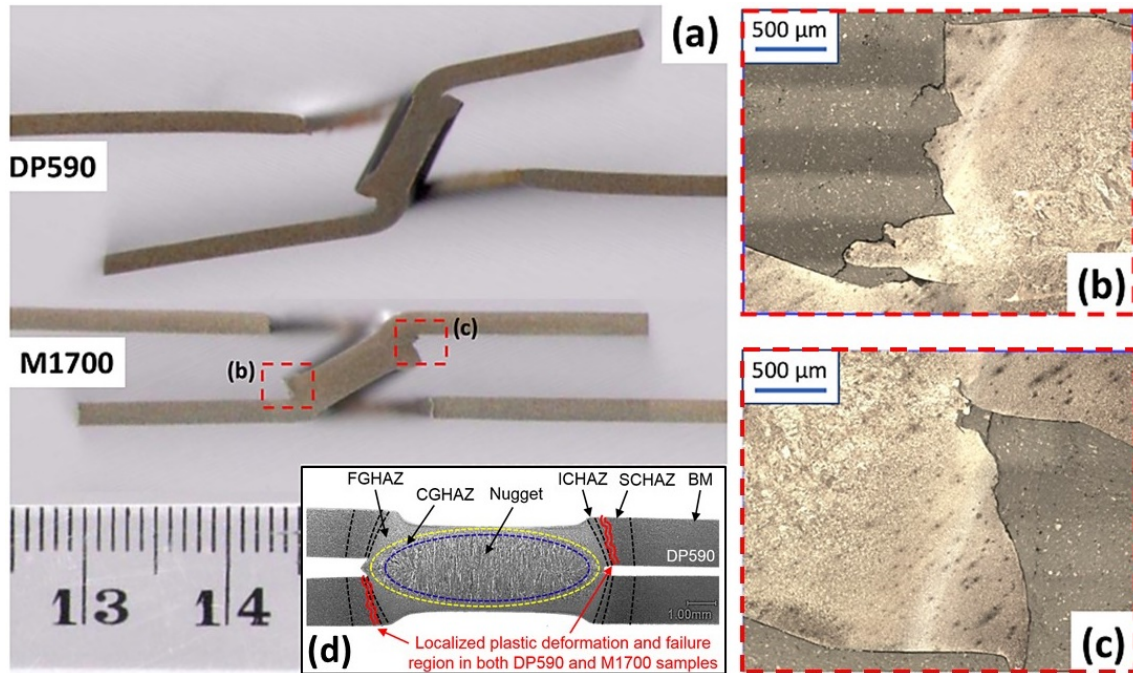 (a)
DP590
M1700
(b)
(c)
13
14
FGHAZ
CGHAZ
Nugget
ICHAZ
SCHAZ
BM
DP590
1.00mm
(d)
Localized plastic deformation and failure
region in both DP590 and M1700 samples
500 µm
(b)
500 µm
(c)